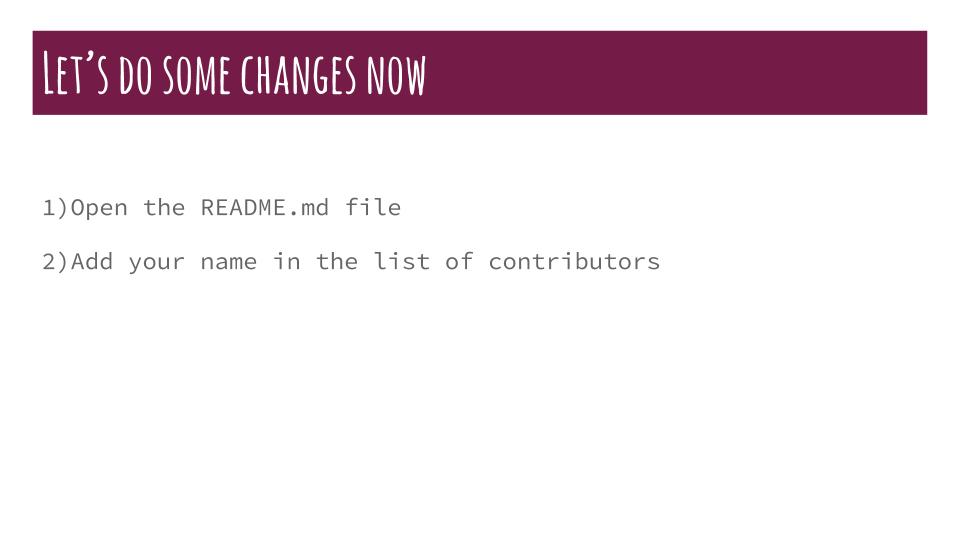 Let’s do some changes now
1)Open the README.md file
2)Add your name in the list of contributors